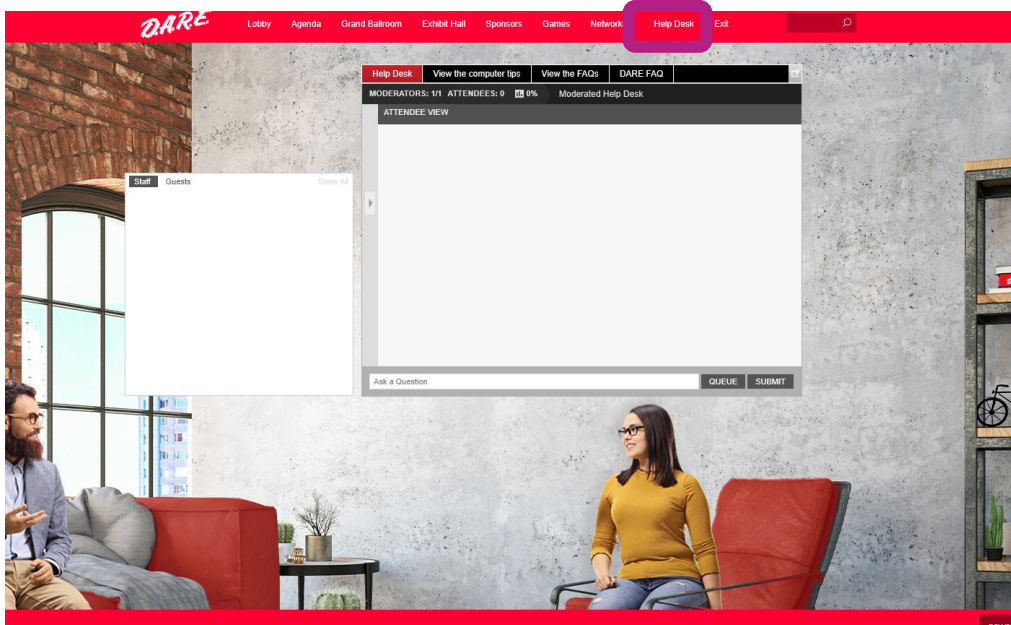 D.A.R.E.
Lobby Agenda Grand Ballroom Exhibit Hall Sponsors Games Network Help Desk Exit
Help Desk View the computer tips View the FAQs DARE FAQ
MODERATORS: 1/1 ATTENDEES: 0 0% Moderated Help Desk
ATTENDEE VIEW
Staff Guests Show All
Ask a Question QUEUE SUBMIT